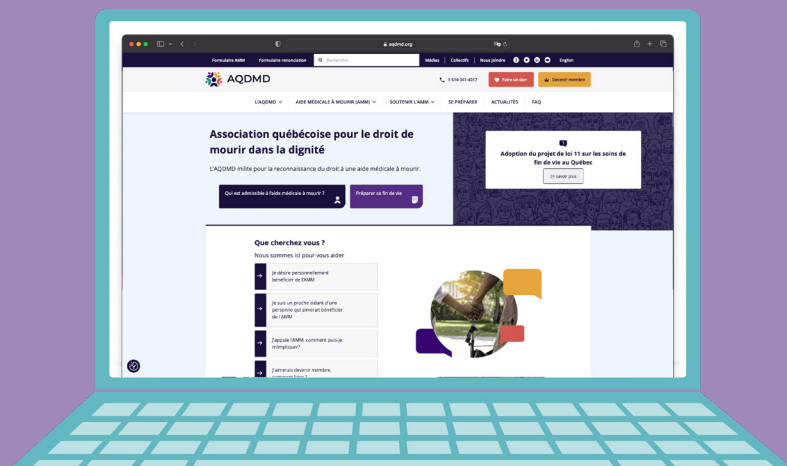 aqdmd.org
Formulaire AMM Formulaire renonciation Rechercher Médias Collectifs Nous joindre English
AQDMD 1-514-341-4017 Faire un don Devenir membre
L'AQDMD AIDE MÉDICALE À MOURIR (AMM) SOUTENIR L'AMM SE PRÉPARER ACTUALITÉS FAQ
Association québécoise pour le droit de
mourir dans la dignité
L'AQDMD milite pour la reconnaissance du droit à une aide médicale à mourir.
Qui est admissible à l'aide médicale à mourir ? Préparer sa fin de vie
Adoption du projet de loi 11 sur les soins de
fin de vie au Québec
En savoir plus
Que cherchez vous ?
Nous sommes ici pour vous aider
Je désire personnellement
bénéficier de l'AMM
Je suis un proche aidant d'une
personne qui aimerait bénéficier
de l'AMM
J'appuie l'AMM, comment puis-je
m'impliquer?
J'aimerais devenir membre,